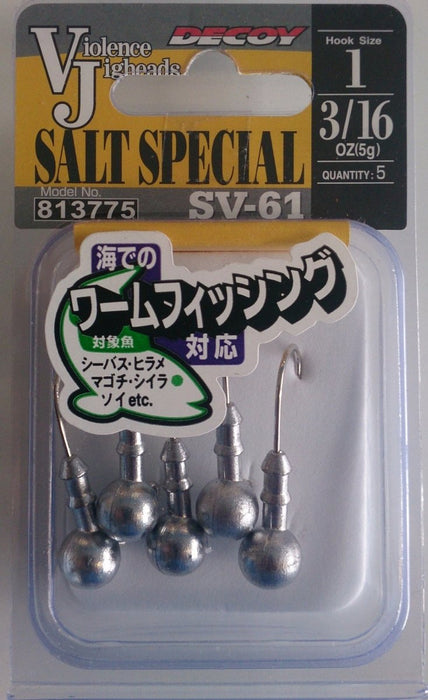 Violence
Jigheads
DECOY
Hook Size
1
3/16
OZ(5g)
QUANTITY: 5
SALT SPECIAL
Model No.
813775
SV-61
海での
ワームフィッシング
対応
対象魚
シーバス・ヒラメ
マゴチ・シイラ
ソイ etc.